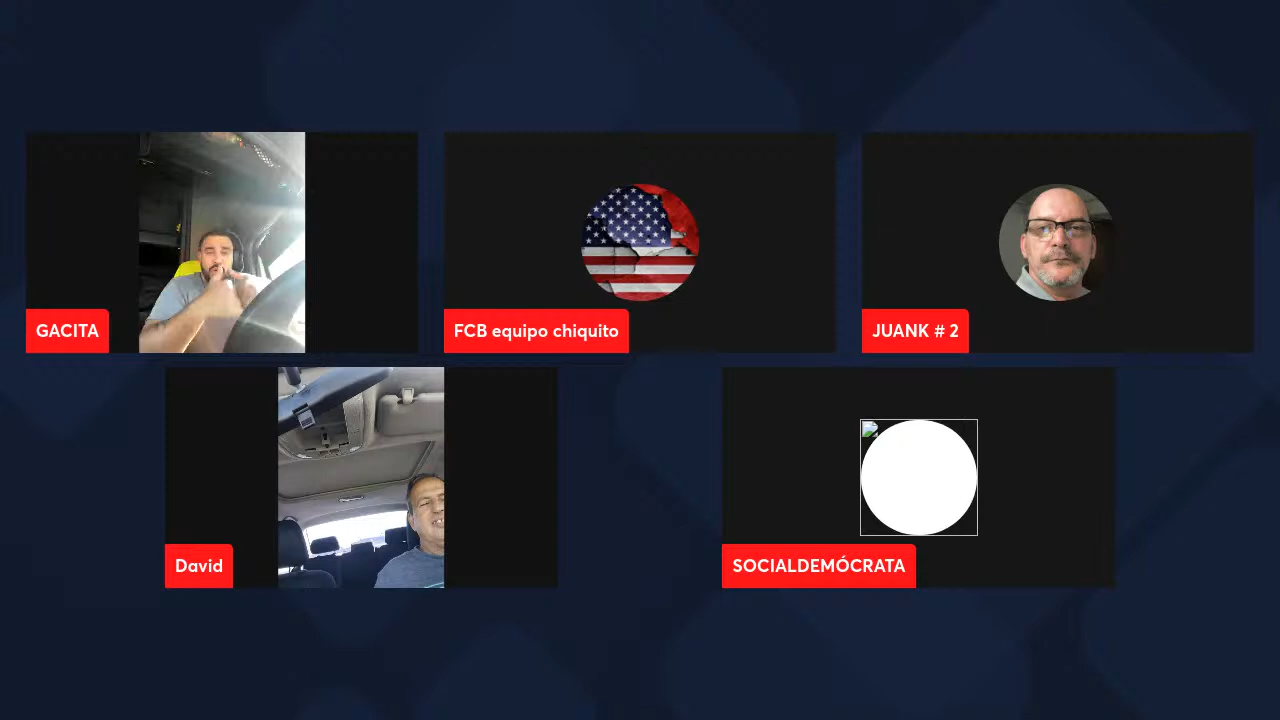 GACITA
FCB equipo chiquito
JUANK # 2
David
SOCIALDEMÓCRATA